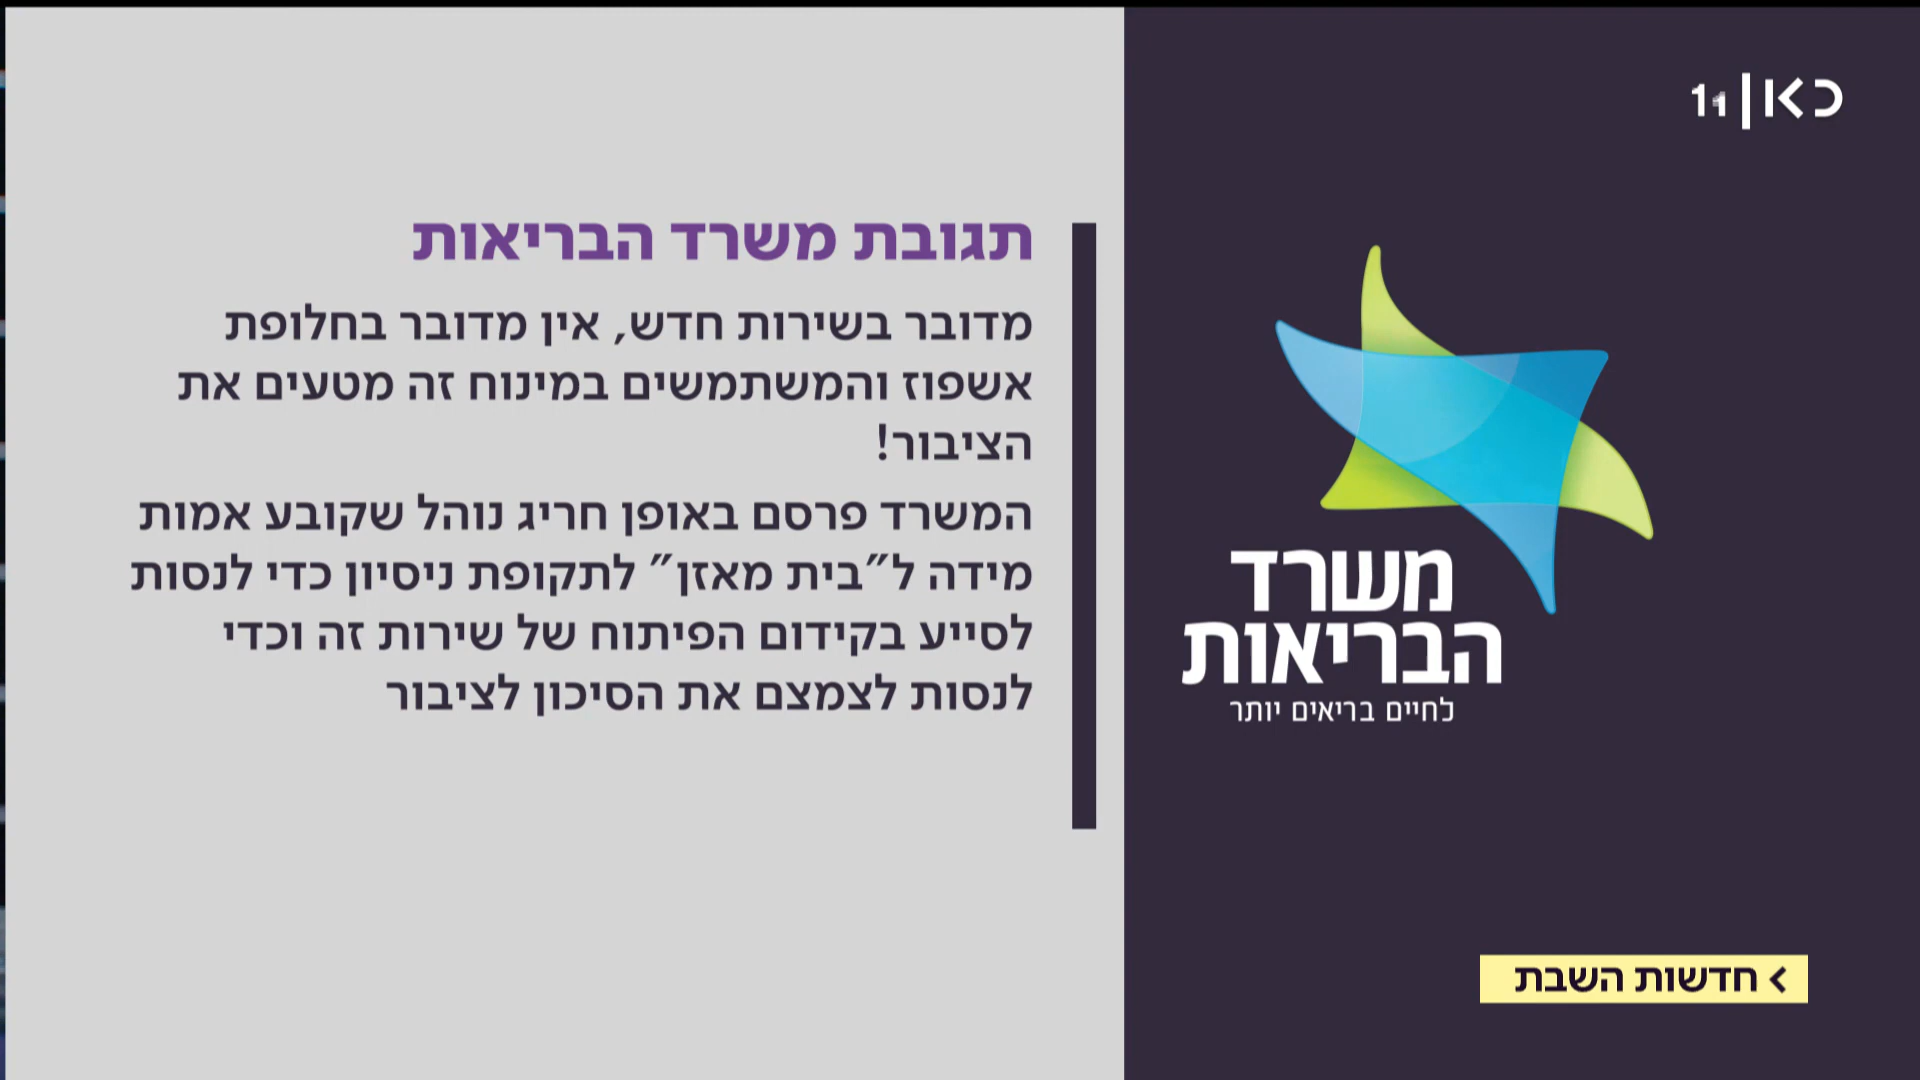 כאן 11
תגובת משרד הבריאות
מדובר בשירות חדש, אין מדובר בחלופת
אשפוז והמשתמשים במינוח זה מטעים את
הציבור!
המשרד פרסם באופן חריג נוהל שקובע אמות
מידה ל"בית מאזן" לתקופת ניסיון כדי לנסות
לסייע בקידום הפיתוח של שירות זה וכדי
לנסות לצמצם את הסיכון לציבור
משרד
הבריאות
לחיים בריאים יותר
חדשות השבת